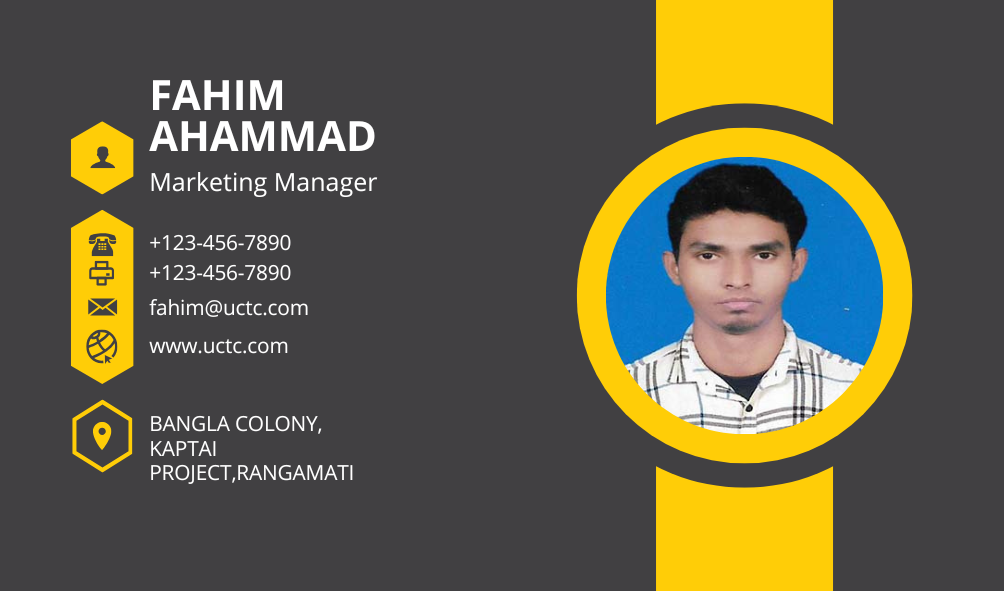 FAHIM
AHAMMAD
Marketing Manager
+123-456-7890
+123-456-7890
fahim@uctc.com
www.uctc.com
BANGLA COLONY,
KAPTAI
PROJECT,RANGAMATI